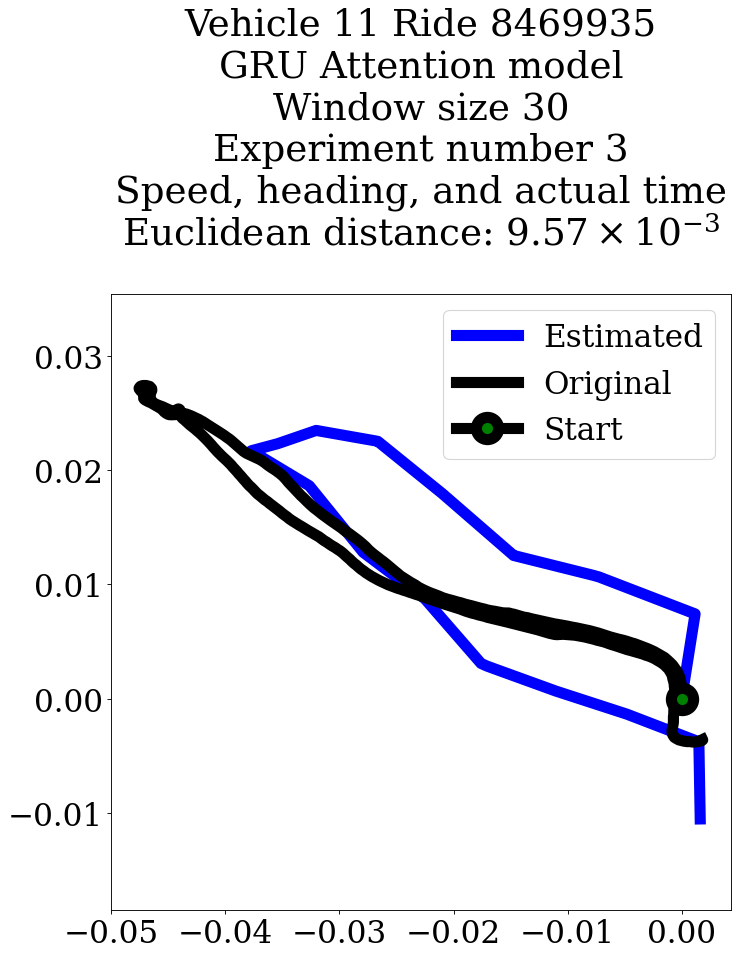 Vehicle 11 Ride 8469935
GRU Attention model
Window size 30
Experiment number 3
Speed, heading, and actual time
Euclidean distance: 9.57 × 10⁻³
Estimated
Original
Start
0.03
0.02
0.01
0.00
−0.01
−0.05 −0.04 −0.03 −0.02 −0.01 0.00